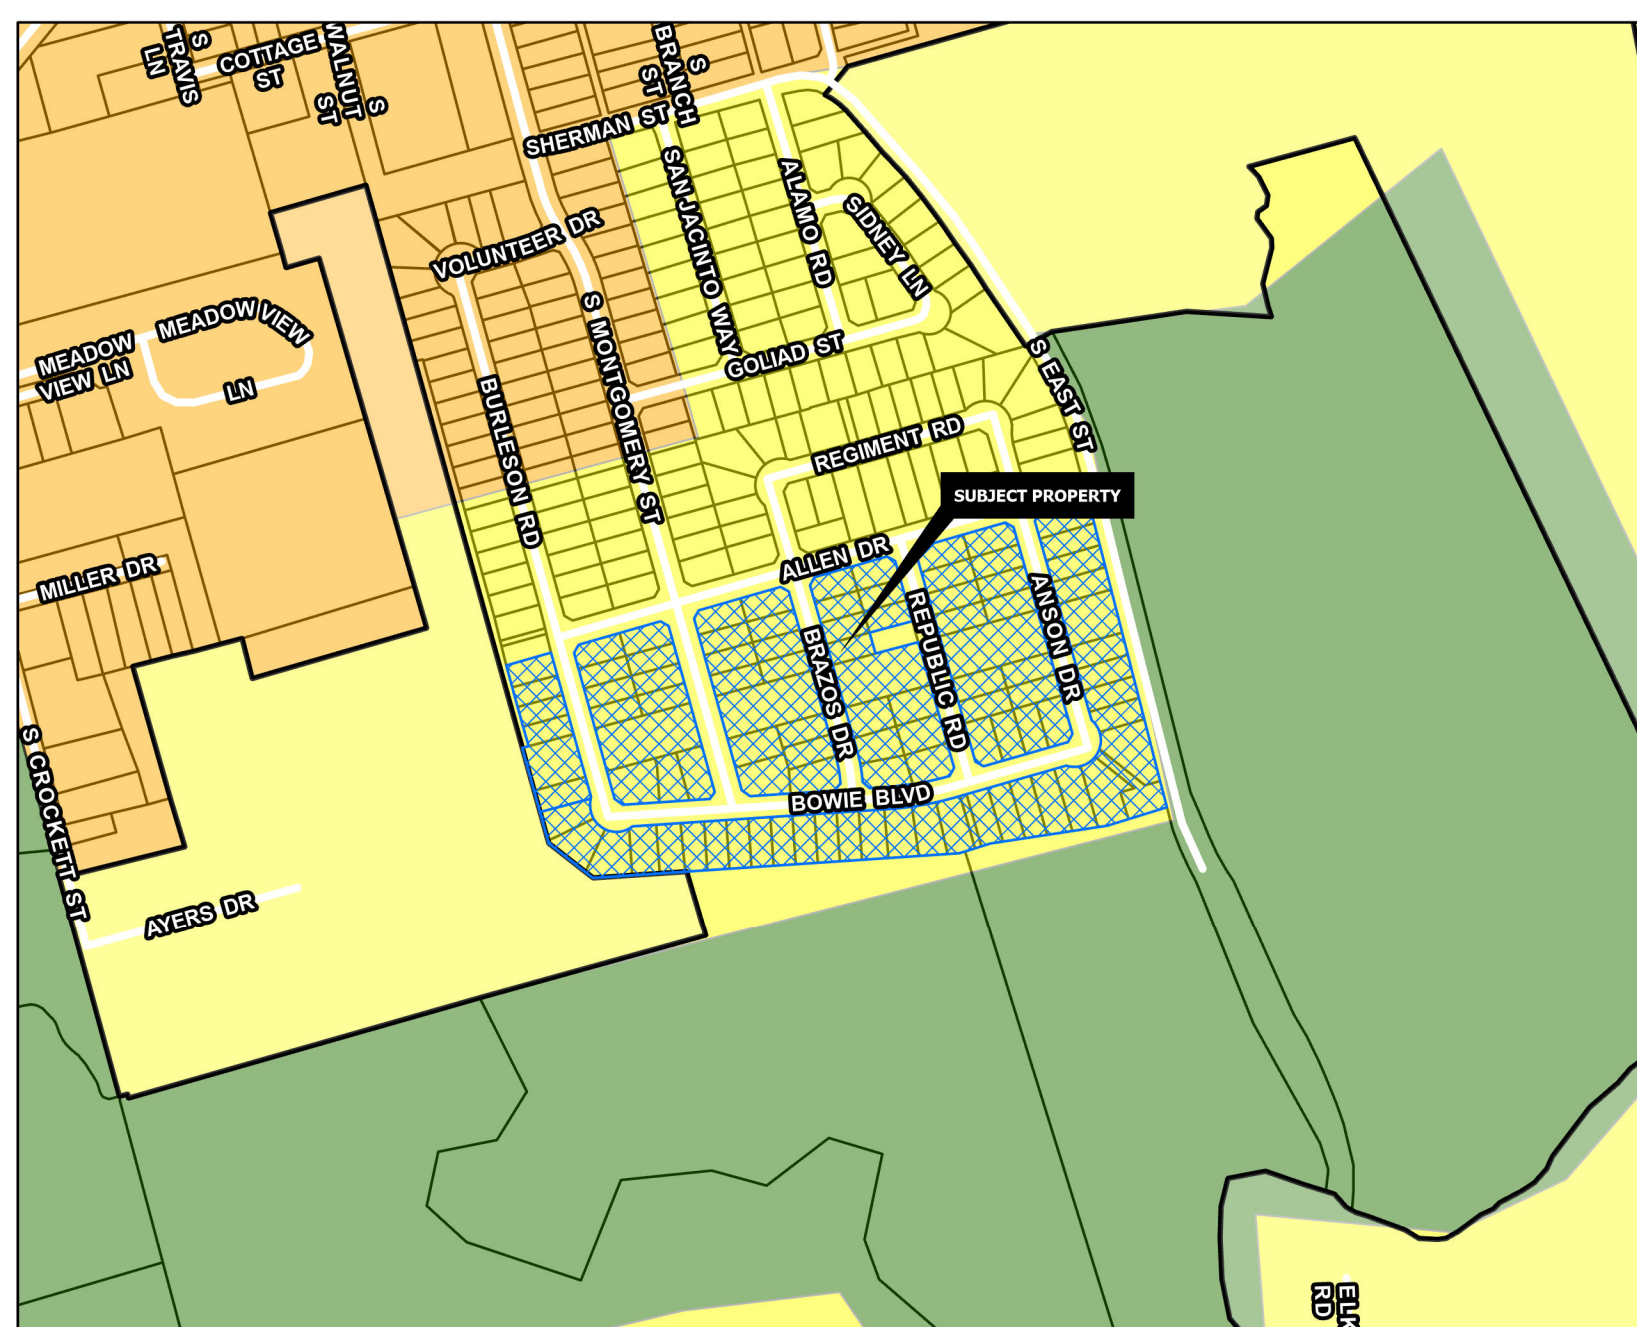 S
TRAVIS
LN
COTTAGE
ST
S
WALNUT
ST
S
BRANCH
ST
SHERMAN ST
SAN JACINTO WAY
ALAMO RD
SIDNEY LN
VOLUNTEER DR
S MONTGOMERY ST
MEADOW VIEW
LN
MEADOW
VIEW LN
GOLIAD ST
S EAST ST
BURLESON RD
REGIMENT RD
SUBJECT PROPERTY
ALLEN DR
MILLER DR
BRAZOS DR
REPUBLIC RD
ANSON DR
BOWIE BLVD
S CROCKETT ST
AYERS DR
ELK
RD